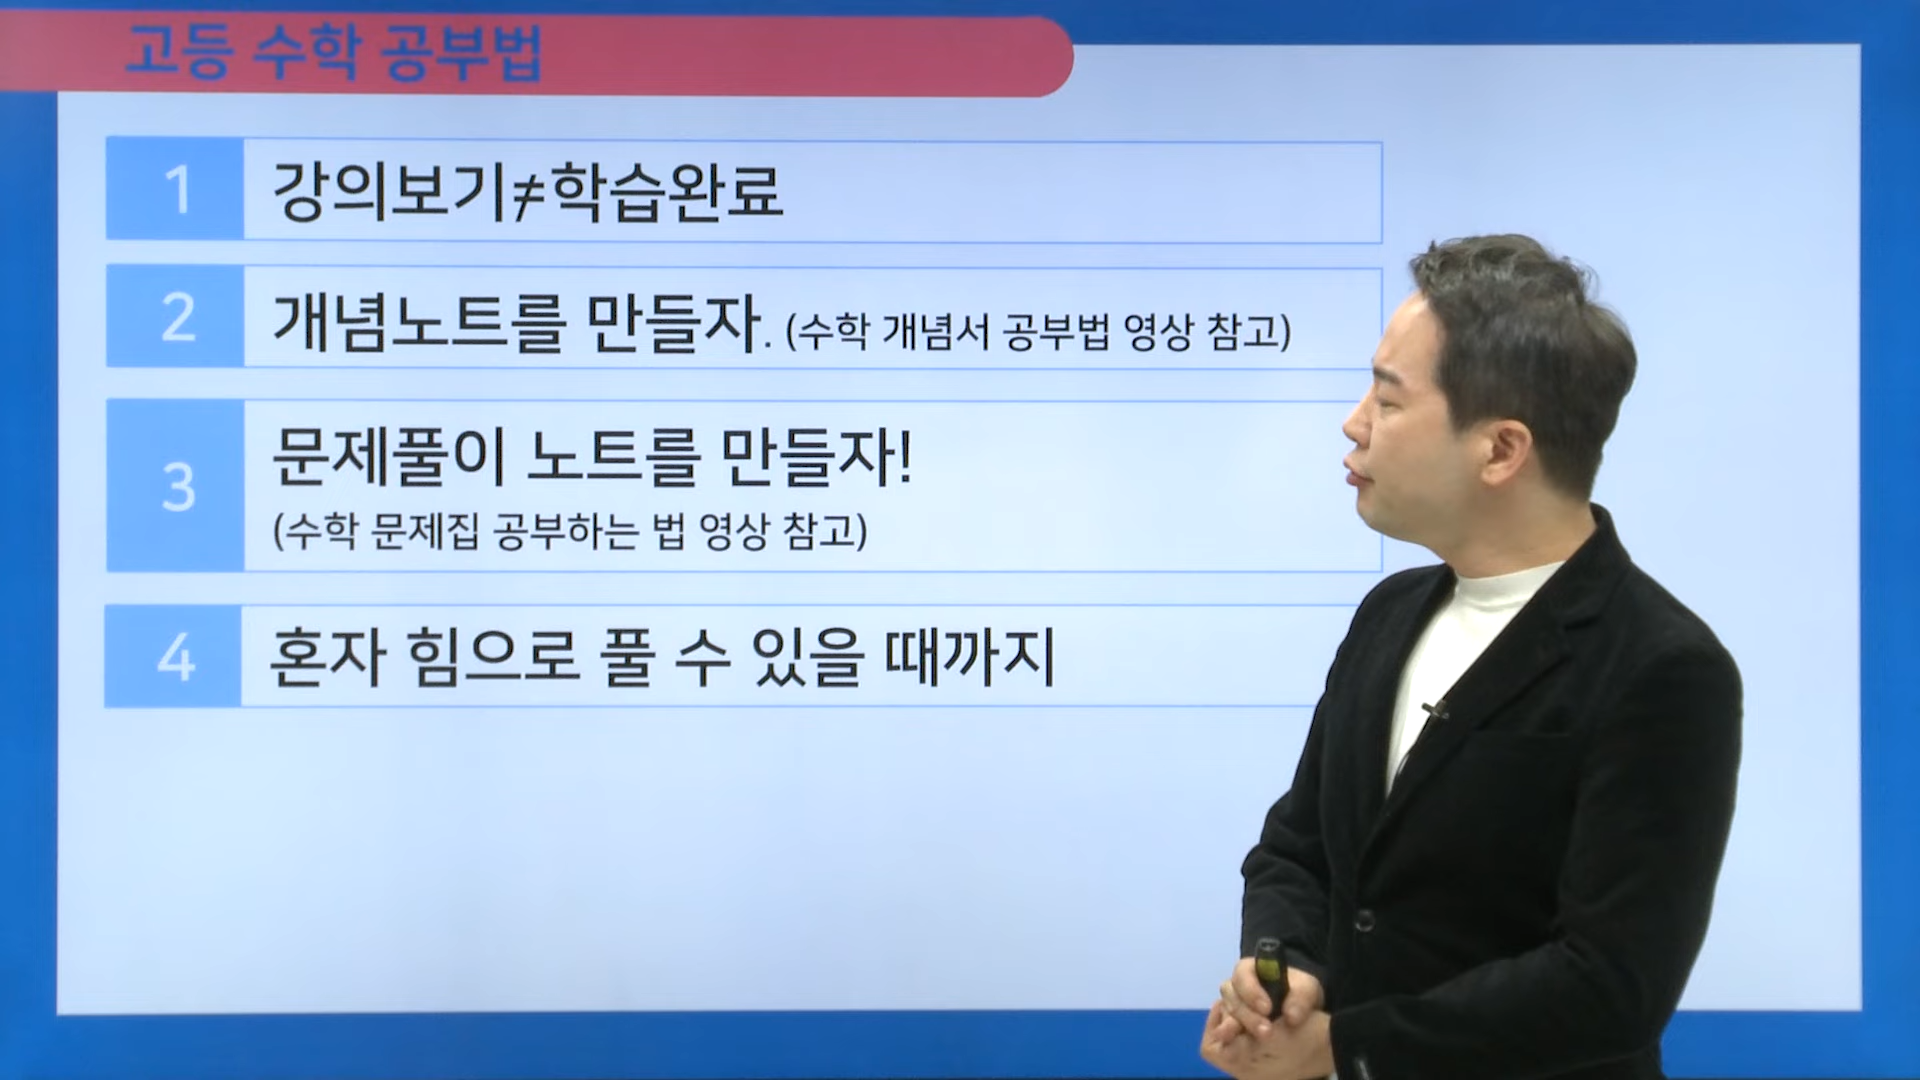 고등 수학 공부법
1
강의보기≠학습완료
2
개념노트를 만들자. (수학 개념서 공부법 영상 참고)
3
문제풀이 노트를 만들자!
(수학 문제집 공부하는 법 영상 참고)
4
혼자 힘으로 풀 수 있을 때까지